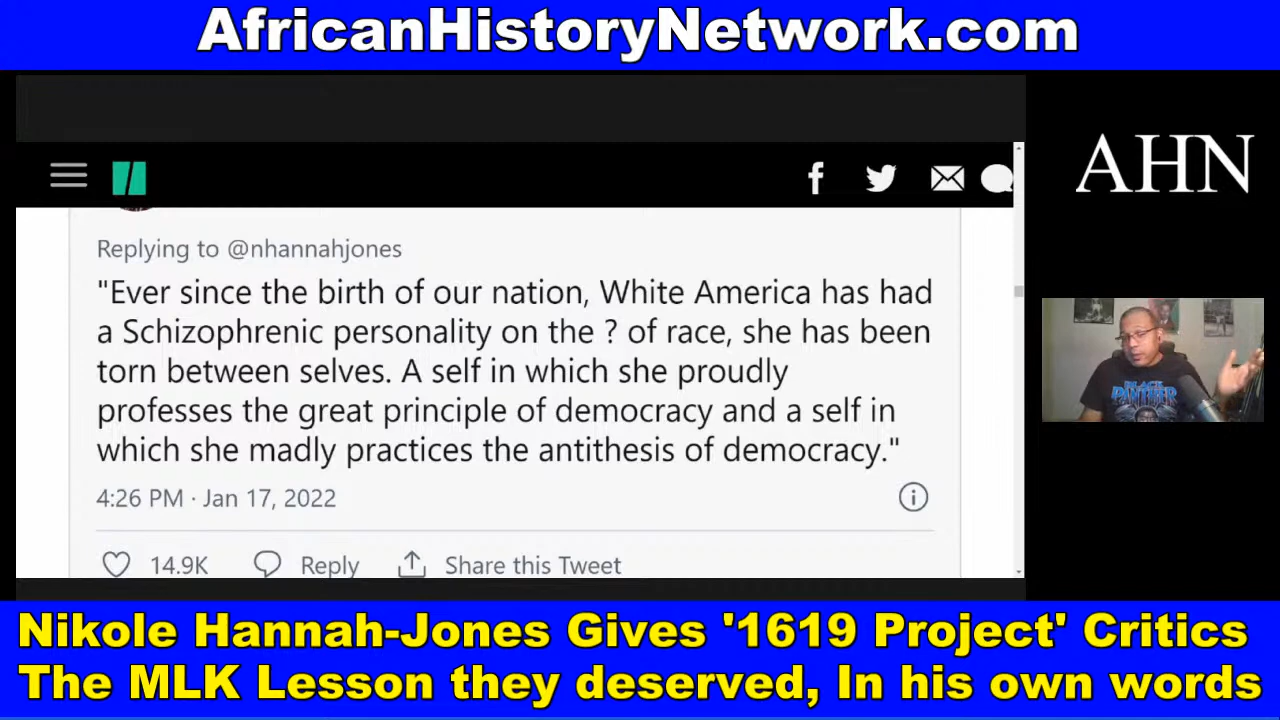 AfricanHistoryNetwork.com
AHN
Replying to @nhannahjones
"Ever since the birth of our nation, White America has had
a Schizophrenic personality on the ? of race, she has been
torn between selves. A self in which she proudly
professes the great principle of democracy and a self in
which she madly practices the antithesis of democracy."
4:26 PM · Jan 17, 2022
14.9K Reply Share this Tweet
BLACK
PANTHER
Nikole Hannah-Jones Gives '1619 Project' Critics
The MLK Lesson they deserved, In his own words